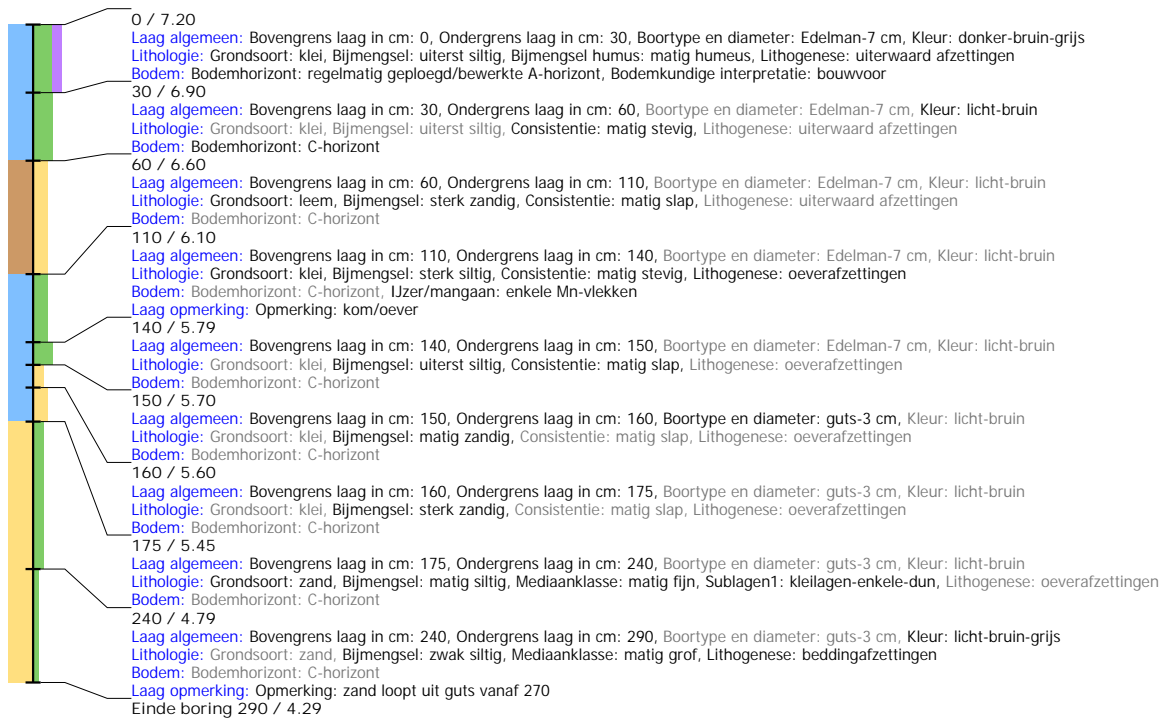 0 / 7.20
Laag algemeen: Bovengrens laag in cm: 0, Ondergrens laag in cm: 30, Boortype en diameter: Edelman-7 cm, Kleur: donker-bruin-grijs
Lithologie: Grondsoort: klei, Bijmengsel: uiterst siltig, Bijmengsel humus: matig humeus, Lithogenese: uiterwaard afzettingen
Bodem: Bodemhorizont: regelmatig geploegd/bewerkte A-horizont, Bodemkundige interpretatie: bouwvoor
30 / 6.90
Laag algemeen: Bovengrens laag in cm: 30, Ondergrens laag in cm: 60, Boortype en diameter: Edelman-7 cm, Kleur: licht-bruin
Lithologie: Grondsoort: klei, Bijmengsel: uiterst siltig, Consistentie: matig stevig, Lithogenese: uiterwaard afzettingen
Bodem: Bodemhorizont: C-horizont
60 / 6.60
Laag algemeen: Bovengrens laag in cm: 60, Ondergrens laag in cm: 110, Boortype en diameter: Edelman-7 cm, Kleur: licht-bruin
Lithologie: Grondsoort: leem, Bijmengsel: sterk zandig, Consistentie: matig slap, Lithogenese: uiterwaard afzettingen
Bodem: Bodemhorizont: C-horizont
110 / 6.10
Laag algemeen: Bovengrens laag in cm: 110, Ondergrens laag in cm: 140, Boortype en diameter: Edelman-7 cm, Kleur: licht-bruin
Lithologie: Grondsoort: klei, Bijmengsel: sterk siltig, Consistentie: matig stevig, Lithogenese: oeverafzettingen
Bodem: Bodemhorizont: C-horizont, IJzer/mangaan: enkele Mn-vlekken
Laag opmerking: Opmerking: kom/oever
140 / 5.79
Laag algemeen: Bovengrens laag in cm: 140, Ondergrens laag in cm: 150, Boortype en diameter: Edelman-7 cm, Kleur: licht-bruin
Lithologie: Grondsoort: klei, Bijmengsel: uiterst siltig, Consistentie: matig slap, Lithogenese: oeverafzettingen
Bodem: Bodemhorizont: C-horizont
150 / 5.70
Laag algemeen: Bovengrens laag in cm: 150, Ondergrens laag in cm: 160, Boortype en diameter: guts-3 cm, Kleur: licht-bruin
Lithologie: Grondsoort: klei, Bijmengsel: matig zandig, Consistentie: matig slap, Lithogenese: oeverafzettingen
Bodem: Bodemhorizont: C-horizont
160 / 5.60
Laag algemeen: Bovengrens laag in cm: 160, Ondergrens laag in cm: 175, Boortype en diameter: guts-3 cm, Kleur: licht-bruin
Lithologie: Grondsoort: klei, Bijmengsel: sterk zandig, Consistentie: matig slap, Lithogenese: oeverafzettingen
Bodem: Bodemhorizont: C-horizont
175 / 5.45
Laag algemeen: Bovengrens laag in cm: 175, Ondergrens laag in cm: 240, Boortype en diameter: guts-3 cm, Kleur: licht-bruin
Lithologie: Grondsoort: zand, Bijmengsel: matig siltig, Mediaanklasse: matig fijn, Sublagen1: kleilagen-enkele-dun, Lithogenese: oeverafzettingen
Bodem: Bodemhorizont: C-horizont
240 / 4.79
Laag algemeen: Bovengrens laag in cm: 240, Ondergrens laag in cm: 290, Boortype en diameter: guts-3 cm, Kleur: licht-bruin-grijs
Lithologie: Grondsoort: zand, Bijmengsel: zwak siltig, Mediaanklasse: matig grof, Lithogenese: beddingafzettingen
Bodem: Bodemhorizont: C-horizont
Laag opmerking: Opmerking: zand loopt uit guts vanaf 270
Einde boring 290 / 4.29